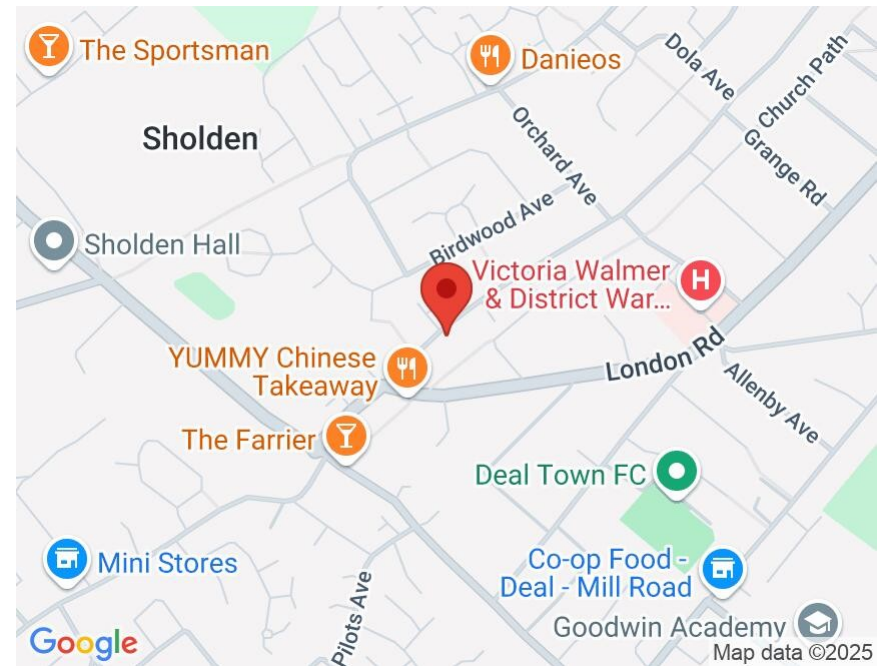 The Sportsman
Danieos
Dola Ave
Church Path
Sholden
Orchard Ave
Grange Rd
Sholden Hall
Birdwood Ave
Victoria Walmer
& District War...
H
YUMMY Chinese
Takeaway
London Rd
Allenby Ave
The Farrier
Deal Town FC
Mini Stores
Co-op Food -
Deal - Mill Road
Pilots Ave
Goodwin Academy
Google
Map data ©2025